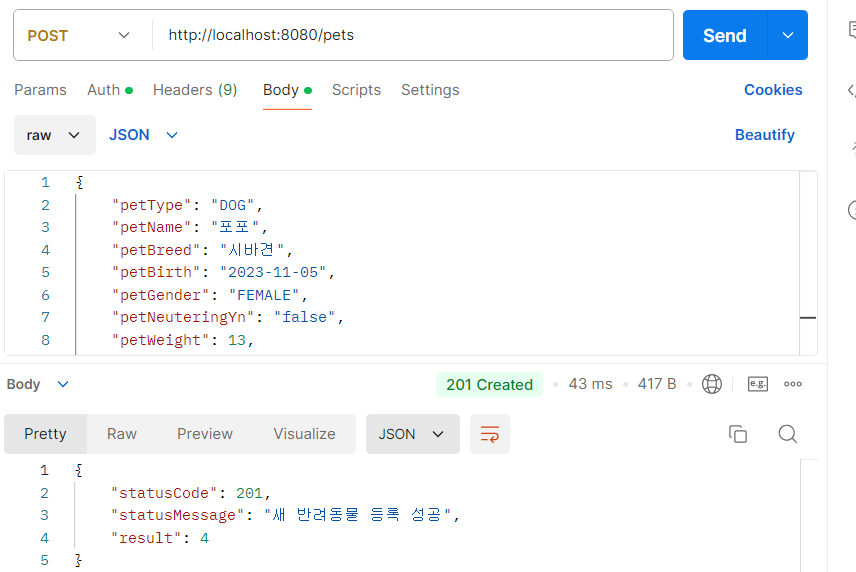 POST http://localhost:8080/pets Send
Params Auth Headers (9) Body Scripts Settings Cookies
raw JSON Beautify
1 {
2 "petType": "DOG",
3 "petName": "포포",
4 "petBreed": "시바견",
5 "petBirth": "2023-11-05",
6 "petGender": "FEMALE",
7 "petNeuteringYn": "false",
8 "petWeight": 13,
Body 201 Created 43 ms 417 B e.g.
Pretty Raw Preview Visualize JSON
1 {
2 "statusCode": 201,
3 "statusMessage": "새 반려동물 등록 성공",
4 "result": 4
5 }